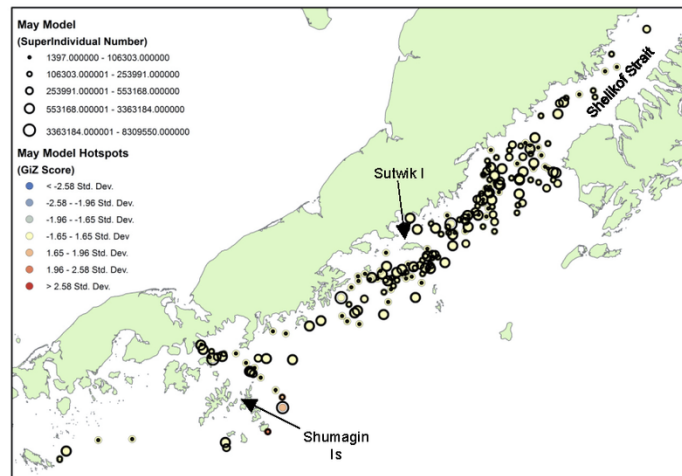 May Model
(SuperIndividual Number)
1397.000000 - 106303.000000
106303.000001 - 253991.000000
253991.000001 - 553168.000000
553168.000001 - 3363184.000000
3363184.000001 - 8309550.000000
May Model Hotspots
(GiZ Score)
< -2.58 Std. Dev.
-2.58 - -1.96 Std. Dev.
-1.96 - -1.65 Std. Dev.
-1.65 - 1.65 Std. Dev
1.65 - 1.96 Std. Dev.
1.96 - 2.58 Std. Dev.
> 2.58 Std. Dev.
Shelikof Strait
Sutwik I
Shumagin
Is